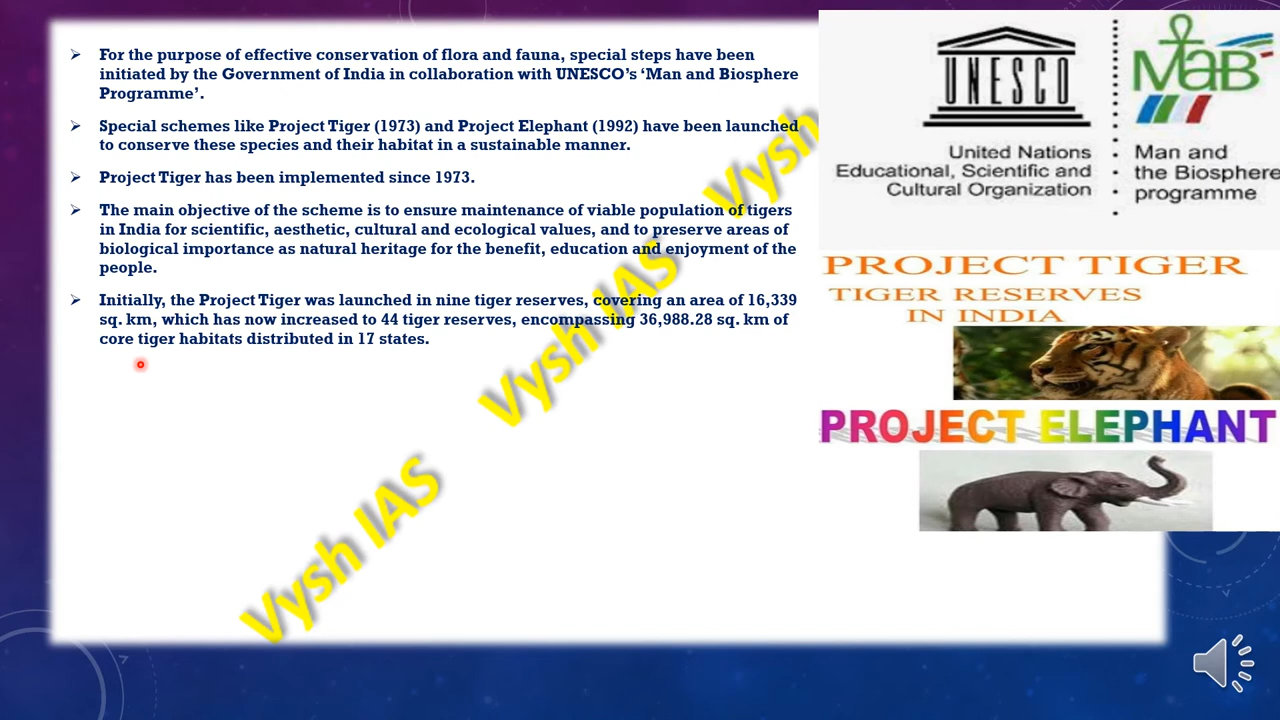 For the purpose of effective conservation of flora and fauna, special steps have been
initiated by the Government of India in collaboration with UNESCO’s ‘Man and Biosphere
Programme’.
Special schemes like Project Tiger (1973) and Project Elephant (1992) have been launched
to conserve these species and their habitat in a sustainable manner.
Project Tiger has been implemented since 1973.
The main objective of the scheme is to ensure maintenance of viable population of tigers
in India for scientific, aesthetic, cultural and ecological values, and to preserve areas of
biological importance as natural heritage for the benefit, education and enjoyment of the
people.
Initially, the Project Tiger was launched in nine tiger reserves, covering an area of 16,339
sq. km, which has now increased to 44 tiger reserves, encompassing 36,988.28 sq. km of
core tiger habitats distributed in 17 states.
UNESCO
United Nations
Educational, Scientific and
Cultural Organization
MaB
Man and
the Biosphere
programme
PROJECT TIGER
TIGER RESERVES
IN INDIA
PROJECT ELEPHANT
Vysh
Vysh IAS
Vysh IAS